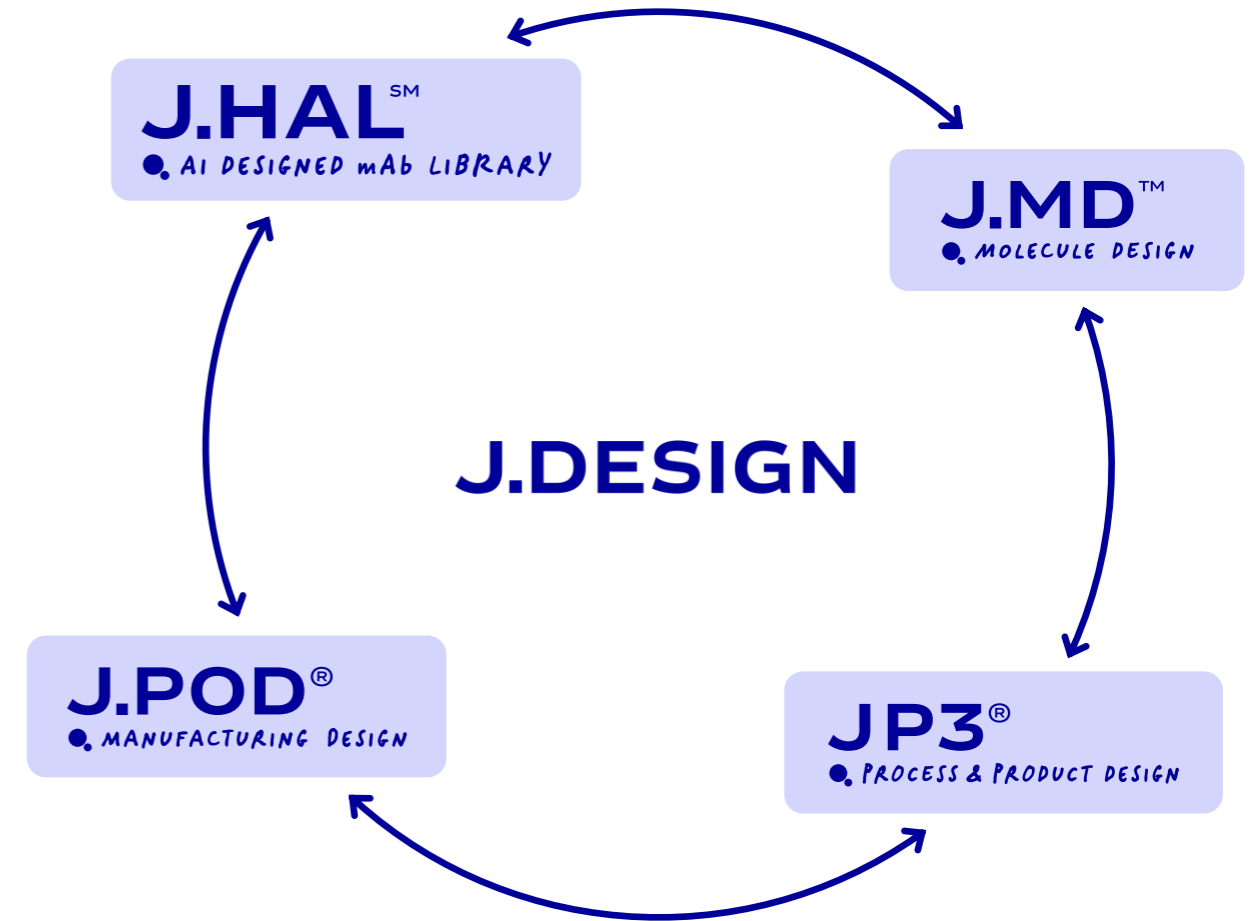 J.HAL℠
AI DESIGNED mAb LIBRARY
J.MD™
MOLECULE DESIGN
J.DESIGN
J.POD®
MANUFACTURING DESIGN
JP3®
PROCESS & PRODUCT DESIGN